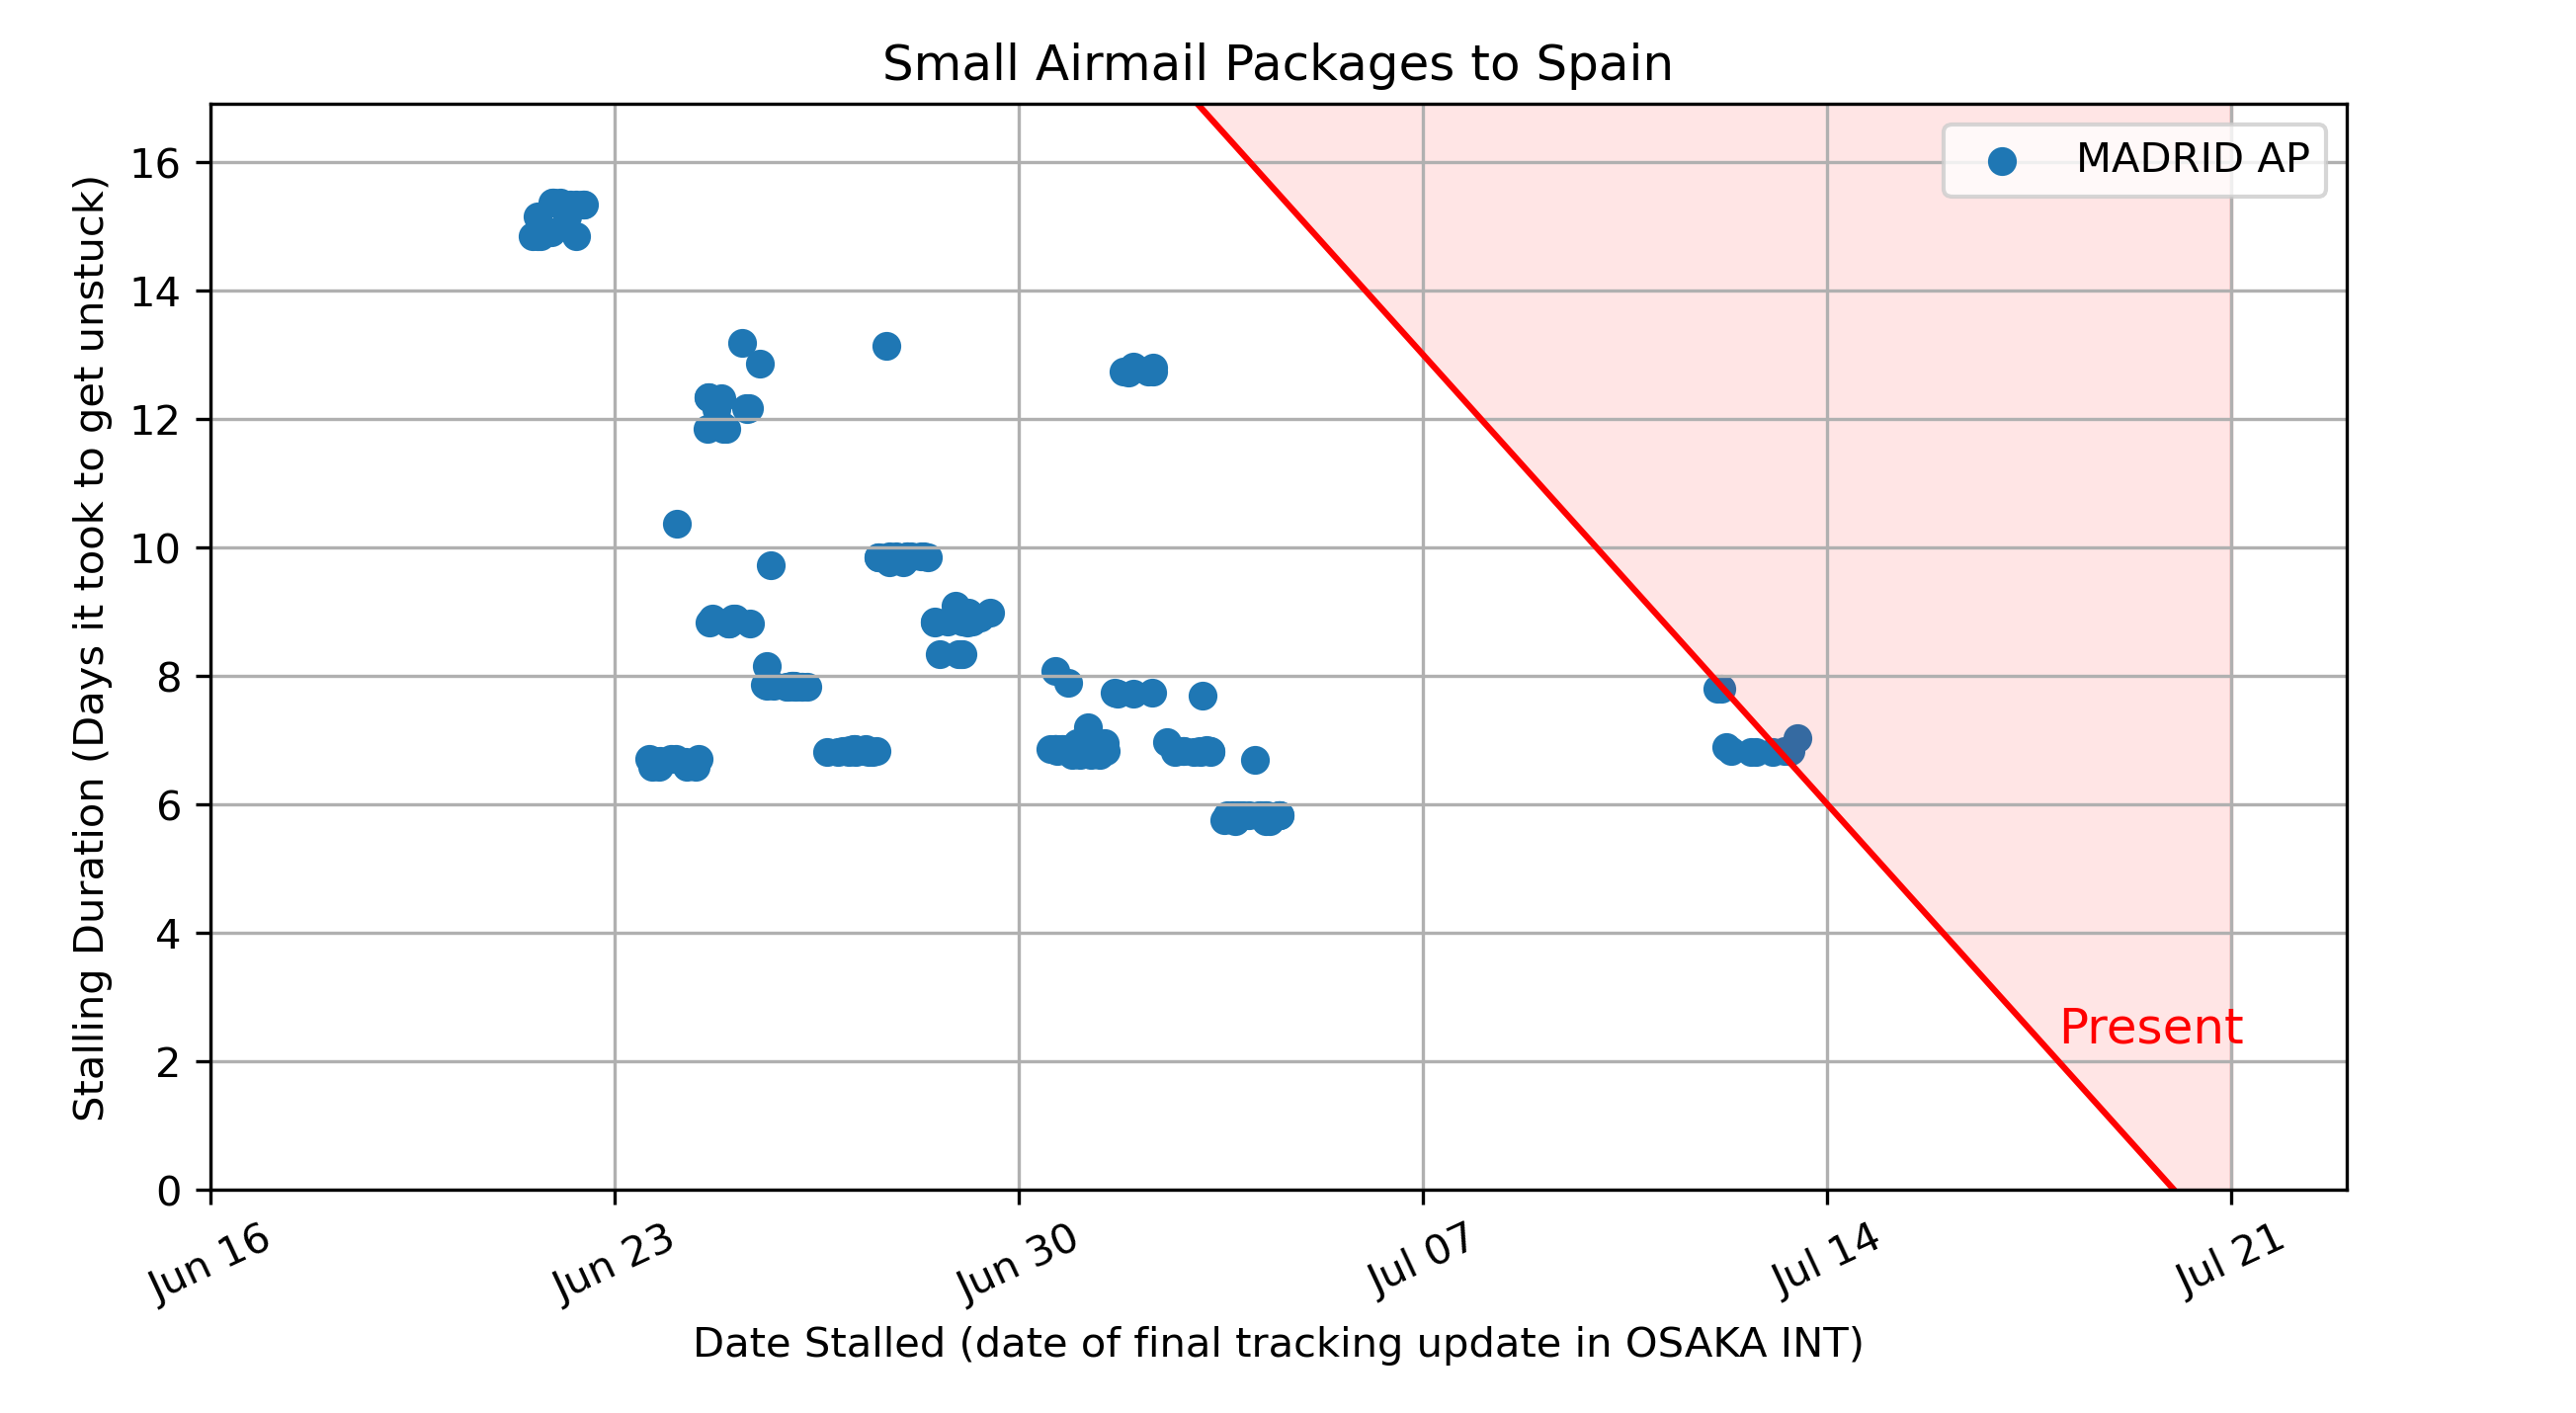 Small Airmail Packages to Spain
MADRID AP
Stalling Duration (Days it took to get unstuck)
16
14
12
10
8
6
4
2
0
Present
Jun 16
Jun 23
Jun 30
Jul 07
Jul 14
Jul 21
Date Stalled (date of final tracking update in OSAKA INT)